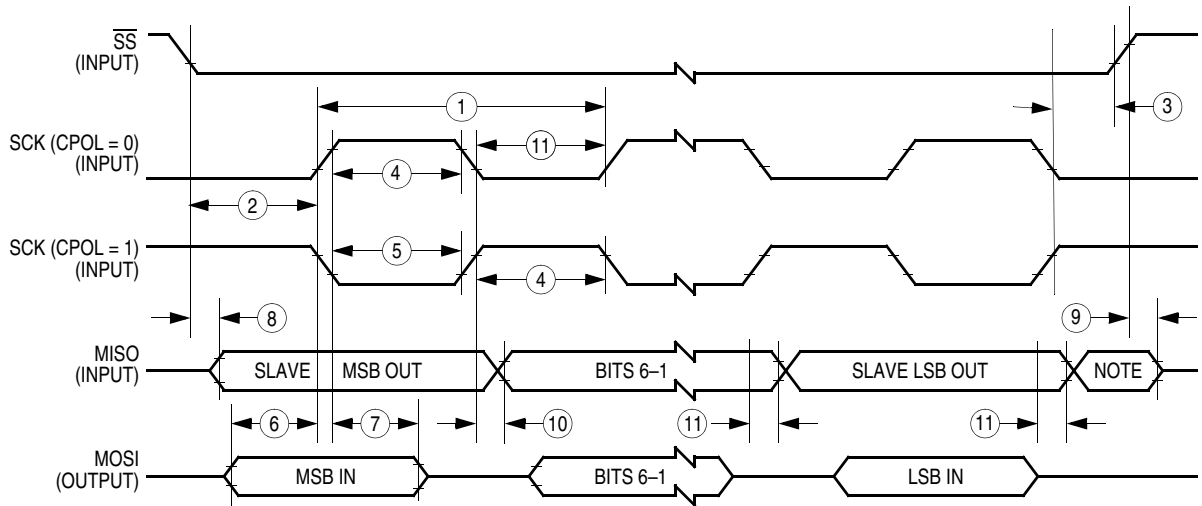 SS
(INPUT)
1
3
SCK (CPOL = 0)
(INPUT)
11
4
2
SCK (CPOL = 1)
(INPUT)
5
4
8
9
MISO
(INPUT)
SLAVE MSB OUT
BITS 6–1
SLAVE LSB OUT
NOTE
6
7
10
11
11
MOSI
(OUTPUT)
MSB IN
BITS 6–1
LSB IN